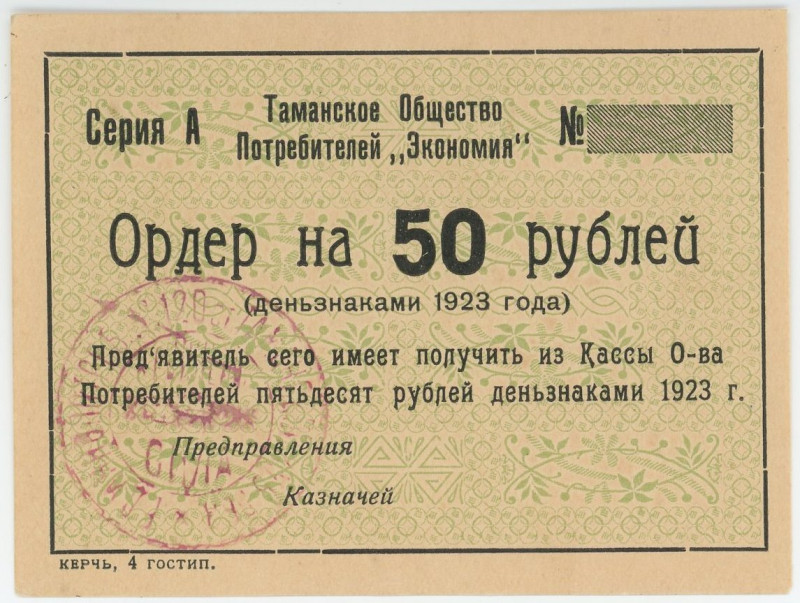 Серия А
Таманское Общество
Потребителей „Экономия“
№
Ордер на 50 рублей
(деньзнаками 1923 года)
Пред'явитель сего имеет получить из Кассы О-ва
Потребителей пятьдесят рублей деньзнаками 1923 г.
Предправления
Казначей
КЕРЧЬ, 4 ГОСТИП.